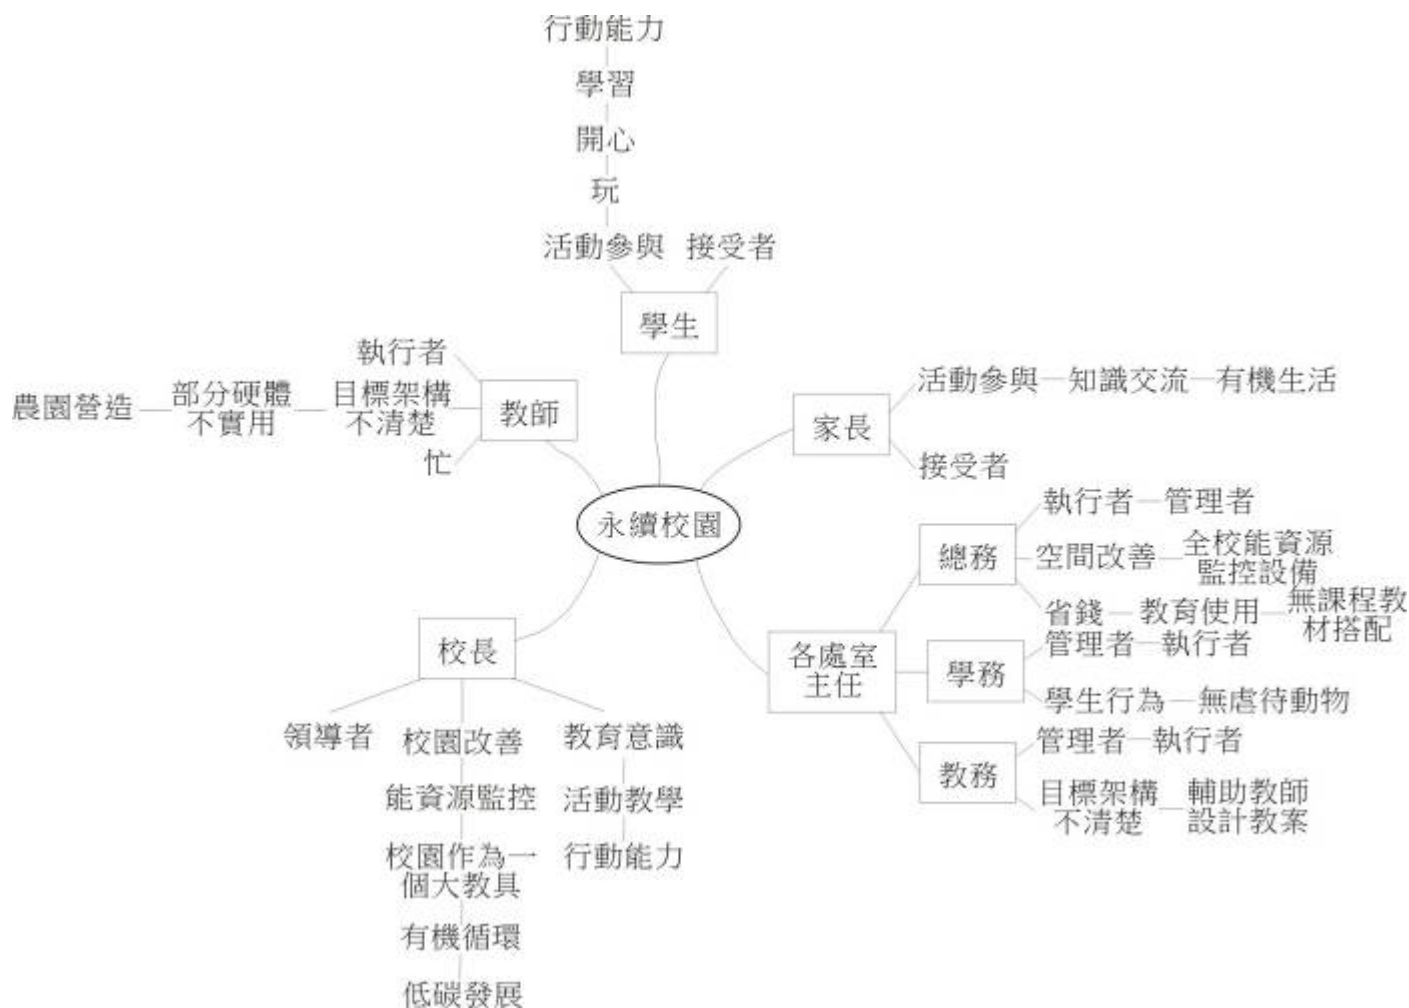 行動能力
學習
開心
玩
活動參與
接受者
學生
執行者
教師
目標架構
不清楚
部分硬體
不實用
農園營造
忙
家長
活動參與
知識交流
有機生活
接受者
永續校園
各處室
主任
總務
執行者
管理者
空間改善
全校能資源
監控設備
省錢
教育使用
無課程教
材搭配
學務
管理者
執行者
學生行為
無虐待動物
教務
管理者
執行者
目標架構
不清楚
輔助教師
設計教案
校長
領導者
校園改善
能資源監控
校園作為一
個大教具
有機循環
低碳發展
教育意識
活動教學
行動能力